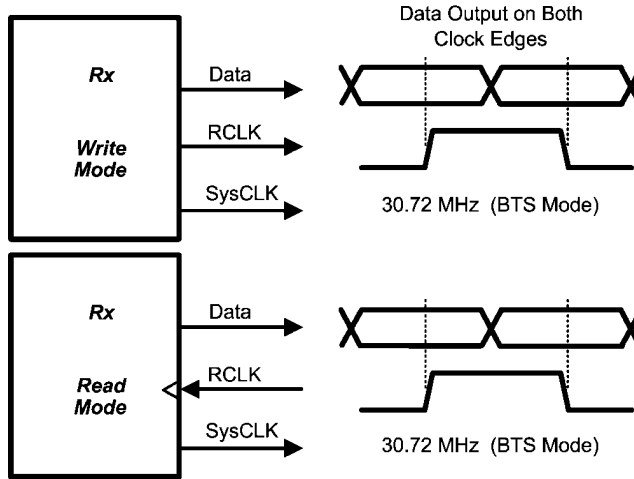 Data Output on Both
Clock Edges
Rx
Data
RCLK
Write
Mode
SysCLK
30.72 MHz (BTS Mode)
Rx
Data
RCLK
Read
Mode
SysCLK
30.72 MHz (BTS Mode)